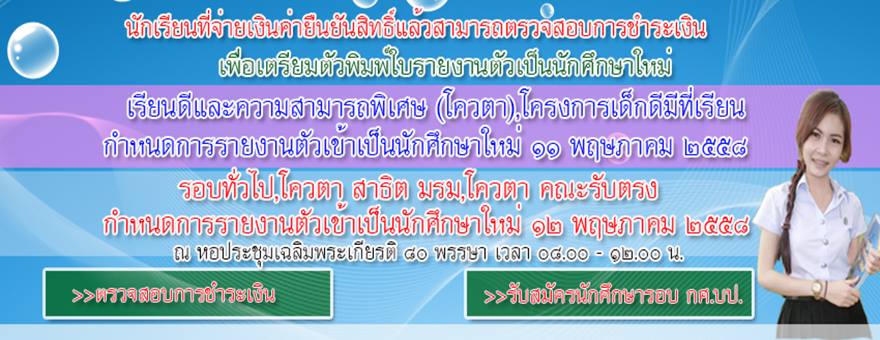 นักเรียนที่จ่ายเงินค่ายืนยันสิทธิ์แล้วสามารถตรวจสอบการชำระเงิน
เพื่อเตรียมตัวพิมพ์ใบรายงานตัวเป็นนักศึกษาใหม่
เรียนดีและความสามารถพิเศษ (โควตา),โครงการเด็กดีมีที่เรียน
กำหนดการรายงานตัวเข้าเป็นนักศึกษาใหม่ ๑๑ พฤษภาคม ๒๕๕๘
รอบทั่วไป,โควตา สาธิต มรม,โควตา คณะรับตรง
กำหนดการรายงานตัวเข้าเป็นนักศึกษาใหม่ ๑๒ พฤษภาคม ๒๕๕๘
ณ หอประชุมเฉลิมพระเกียรติ ๘๐ พรรษา เวลา ๐๘.๐๐ - ๑๒.๐๐ น.
>>ตรวจสอบการชำระเงิน
>>รับสมัครนักศึกษารอบ กศ.บป.